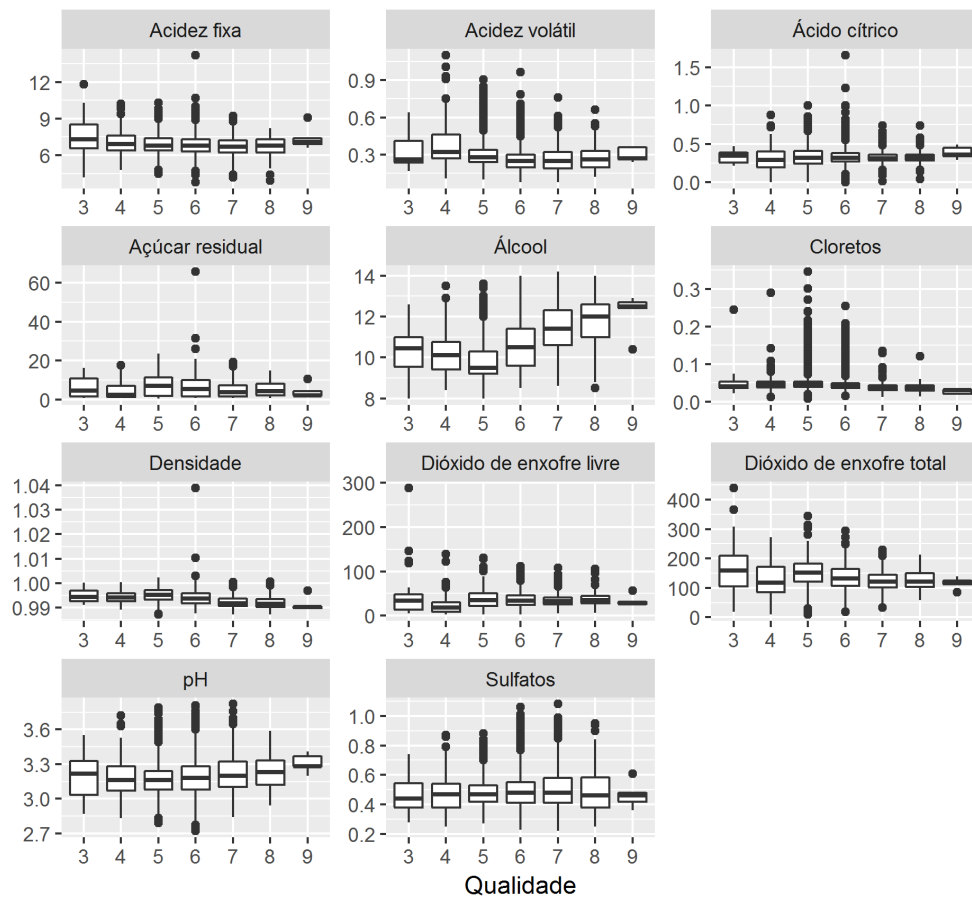 Acidez fixa
12
9
6
3 4 5 6 7 8 9
Acidez volátil
0.9
0.6
0.3
3 4 5 6 7 8 9
Ácido cítrico
1.5
1.0
0.5
0.0
3 4 5 6 7 8 9
Açúcar residual
60
40
20
0
3 4 5 6 7 8 9
Álcool
14
12
10
8
3 4 5 6 7 8 9
Cloretos
0.3
0.2
0.1
0.0
3 4 5 6 7 8 9
Densidade
1.04
1.03
1.02
1.01
1.00
0.99
3 4 5 6 7 8 9
Dióxido de enxofre livre
300
200
100
0
3 4 5 6 7 8 9
Dióxido de enxofre total
400
300
200
100
0
3 4 5 6 7 8 9
pH
3.6
3.3
3.0
2.7
3 4 5 6 7 8 9
Sulfatos
1.0
0.8
0.6
0.4
0.2
3 4 5 6 7 8 9
Qualidade